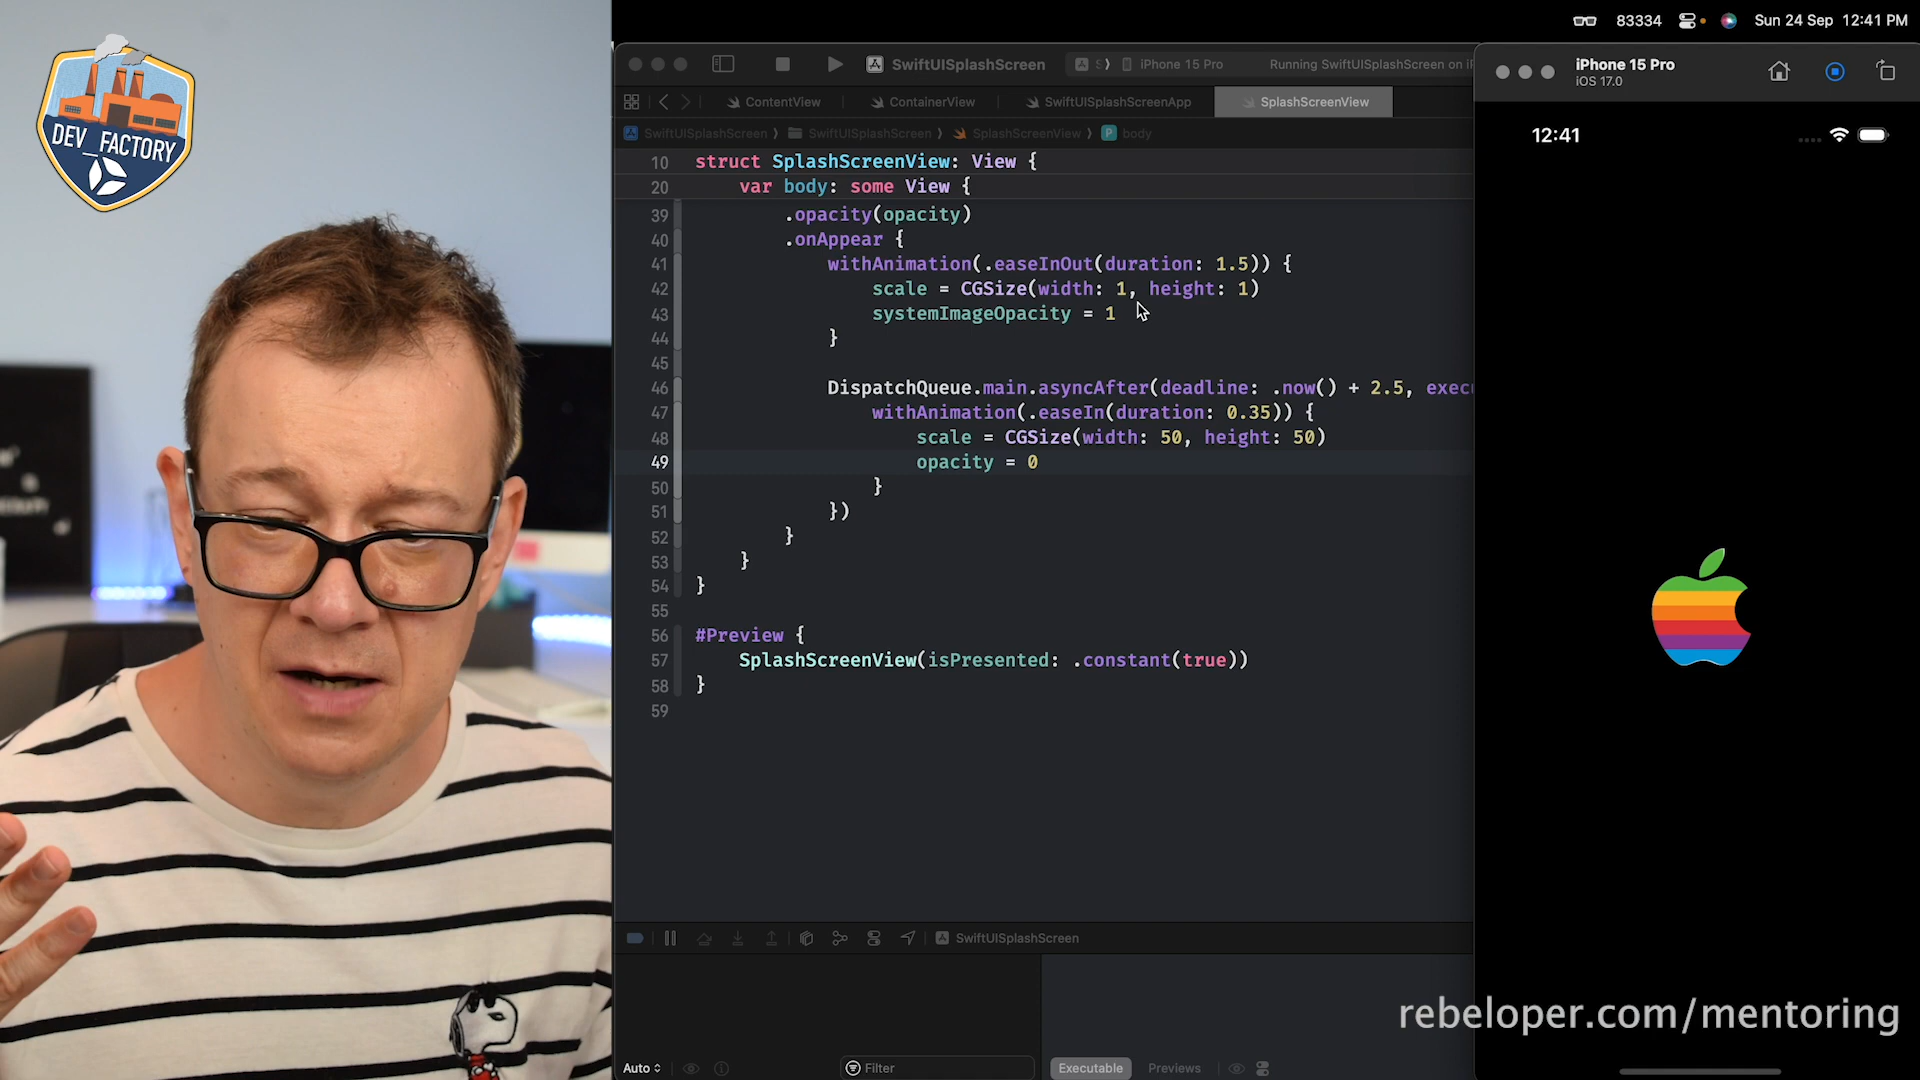 DEV_FACTORY
83334
Sun 24 Sep 12:41 PM
SwiftUISplashScreen
iPhone 15 Pro
Running SwiftUISplashScreen on i
iPhone 15 Pro
iOS 17.0
ContentView
ContainerView
SwiftUISplashScreenApp
SplashScreenView
SwiftUISplashScreen
SwiftUISplashScreen
SplashScreenView
P body
12:41
10 struct SplashScreenView: View {
20 var body: some View {
39 .opacity(opacity)
40 .onAppear {
41 withAnimation(.easeInOut(duration: 1.5)) {
42 scale = CGSize(width: 1, height: 1)
43 systemImageOpacity = 1
44 }
45
46 DispatchQueue.main.asyncAfter(deadline: .now() + 2.5, execu
47 withAnimation(.easeIn(duration: 0.35)) {
48 scale = CGSize(width: 50, height: 50)
49 opacity = 0
50 }
51 })
52 }
53 }
54 }
55
56 #Preview {
57 SplashScreenView(isPresented: .constant(true))
58 }
59
SwiftUISplashScreen
rebeloper.com/mentoring
Auto
Filter
Executable
Previews